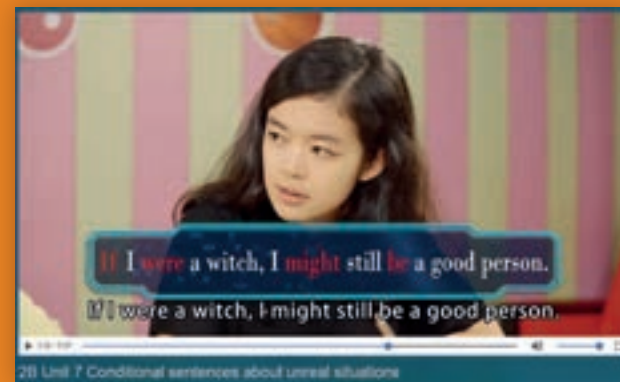 If I were a witch, I might still be a good person.
If I were a witch, I might still be a good person.
2B Unit 7 Conditional sentences about unreal situations